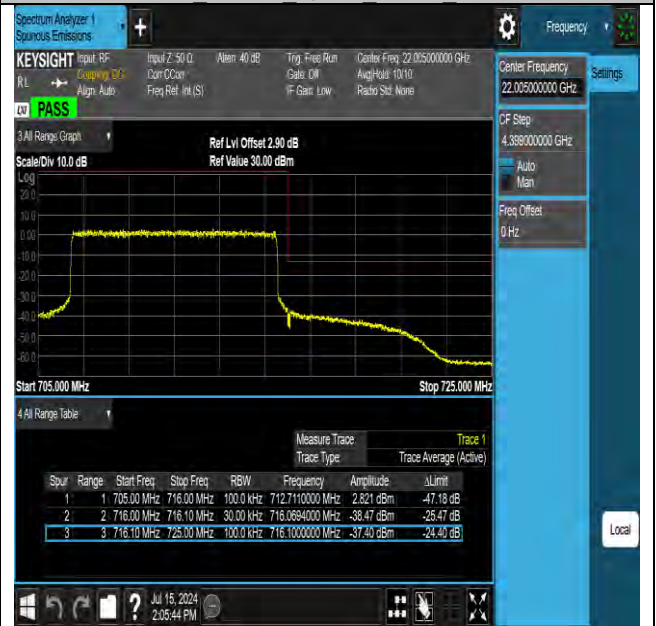 Spectrum Analyzer 1
Spurious Emissions
+
Frequency
KEYSIGHT Input: RF Input Z: 50 Ω Atten: 40 dB Trig: Free Run Center Freq: 22.005000000 GHz
RL Coupling: DC Corr CCorr Gate: Off Avg|Hold: 10/10
Align: Auto Freq Ref: Int (S) IF Gain: Low Radio Std: None
LXI PASS
Center Frequency
22.005000000 GHz
Settings
CF Step
4.399000000 GHz
Auto
Man
Freq Offset
0 Hz
3 All Range Graph
Ref Lvl Offset 2.90 dB
Scale/Div 10.0 dB Ref Value 30.00 dBm
Log
20.0
10.0
0.00
-10.0
-20.0
-30.0
-40.0
-50.0
-60.0
Start 705.000 MHz Stop 725.000 MHz
4 All Range Table
Measure Trace Trace 1
Trace Type Trace Average (Active)
Spur Range Start Freq Stop Freq RBW Frequency Amplitude ΔLimit
1 1 705.00 MHz 716.00 MHz 100.0 kHz 712.7110000 MHz 2.821 dBm -47.18 dB
2 2 716.00 MHz 716.10 MHz 30.00 kHz 716.0694000 MHz -38.47 dBm -25.47 dB
3 3 716.10 MHz 725.00 MHz 100.0 kHz 716.1000000 MHz -37.40 dBm -24.40 dB
Local
? Jul 15, 2024
2:05:44 PM